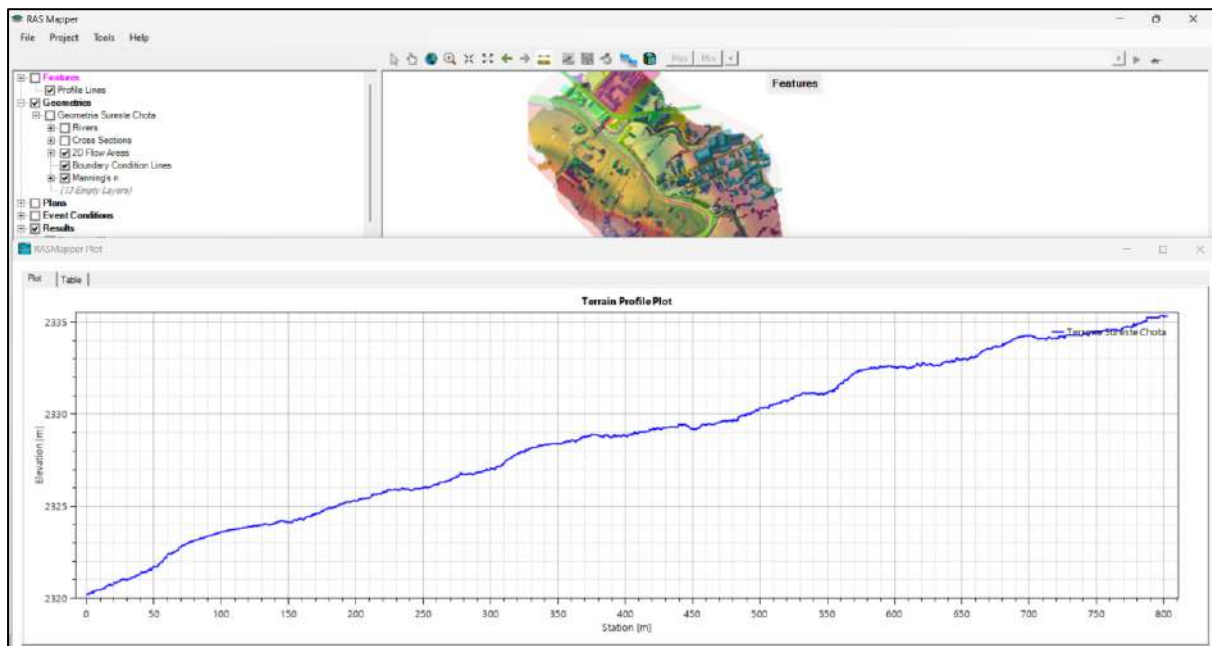 RAS Mapper
File Project Tools Help
Max Min
Features
Profile Lines
Geometries
Geometria Sureste Chota
Rivers
Cross Sections
2D Flow Areas
Boundary Condition Lines
Manning's n
(13 Empty Layers)
Plans
Event Conditions
Results
Features
RASMapper Plot
Plot Table
Terrain Profile Plot
Sureste Chota
Elevation [m]
2335
2330
2325
2320
0 50 100 150 200 250 300 350 400 450 500 550 600 650 700 750 800
Station [m]